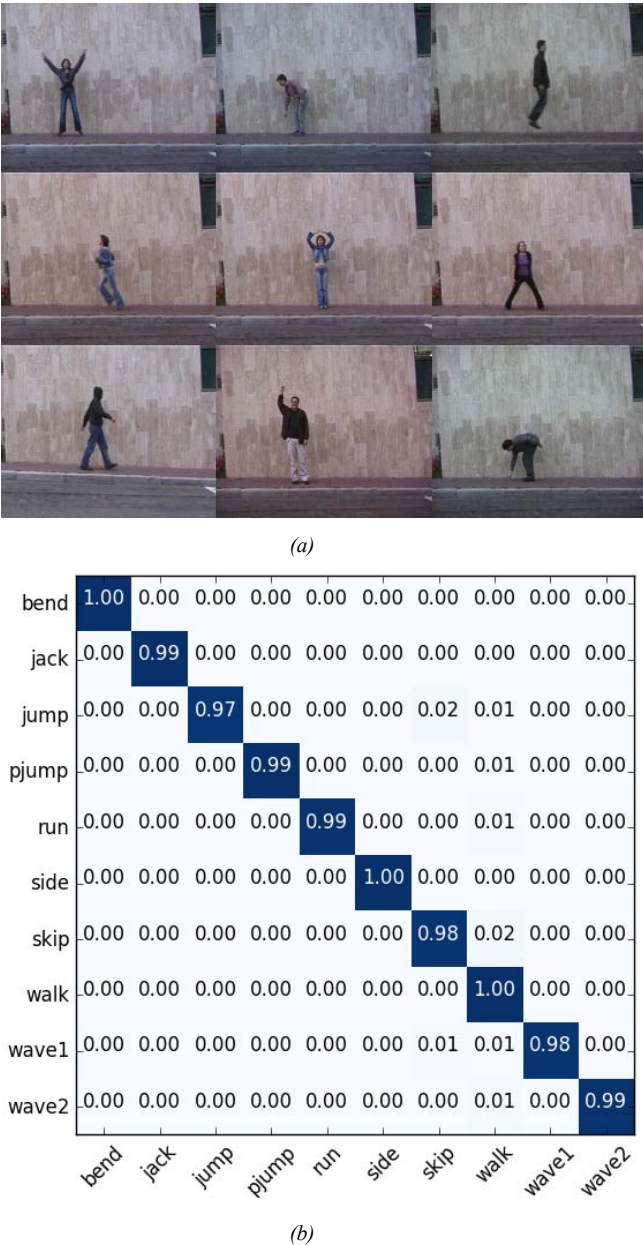 (a)
bend 1.00 0.00 0.00 0.00 0.00 0.00 0.00 0.00 0.00 0.00
jack 0.00 0.99 0.00 0.00 0.00 0.00 0.00 0.00 0.00 0.00
jump 0.00 0.00 0.97 0.00 0.00 0.00 0.02 0.01 0.00 0.00
pjump 0.00 0.00 0.00 0.99 0.00 0.00 0.00 0.01 0.00 0.00
run 0.00 0.00 0.00 0.00 0.99 0.00 0.00 0.01 0.00 0.00
side 0.00 0.00 0.00 0.00 0.00 1.00 0.00 0.00 0.00 0.00
skip 0.00 0.00 0.00 0.00 0.00 0.00 0.98 0.02 0.00 0.00
walk 0.00 0.00 0.00 0.00 0.00 0.00 0.00 1.00 0.00 0.00
wave1 0.00 0.00 0.00 0.00 0.00 0.00 0.01 0.01 0.98 0.00
wave2 0.00 0.00 0.00 0.00 0.00 0.00 0.00 0.01 0.00 0.99
bend jack jump pjump run side skip walk wave1 wave2
(b)